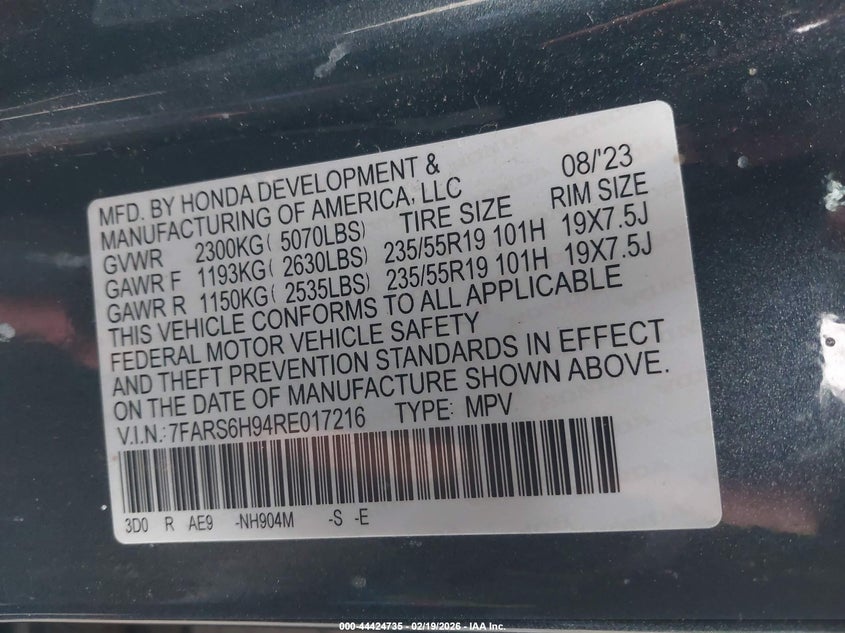 MFD. BY HONDA DEVELOPMENT & 08/'23
MANUFACTURING OF AMERICA, LLC
TIRE SIZE RIM SIZE
GVWR 2300KG( 5070LBS)
GAWR F 1193KG( 2630LBS) 235/55R19 101H 19X7.5J
GAWR R 1150KG( 2535LBS) 235/55R19 101H 19X7.5J
THIS VEHICLE CONFORMS TO ALL APPLICABLE
FEDERAL MOTOR VEHICLE SAFETY
AND THEFT PREVENTION STANDARDS IN EFFECT
ON THE DATE OF MANUFACTURE SHOWN ABOVE.
V.I.N.: 7FARS6H94RE017216 TYPE: MPV
3D0 R AE9 -NH904M -S -E
000-44424735 - 02/19/2026 - IAA Inc.